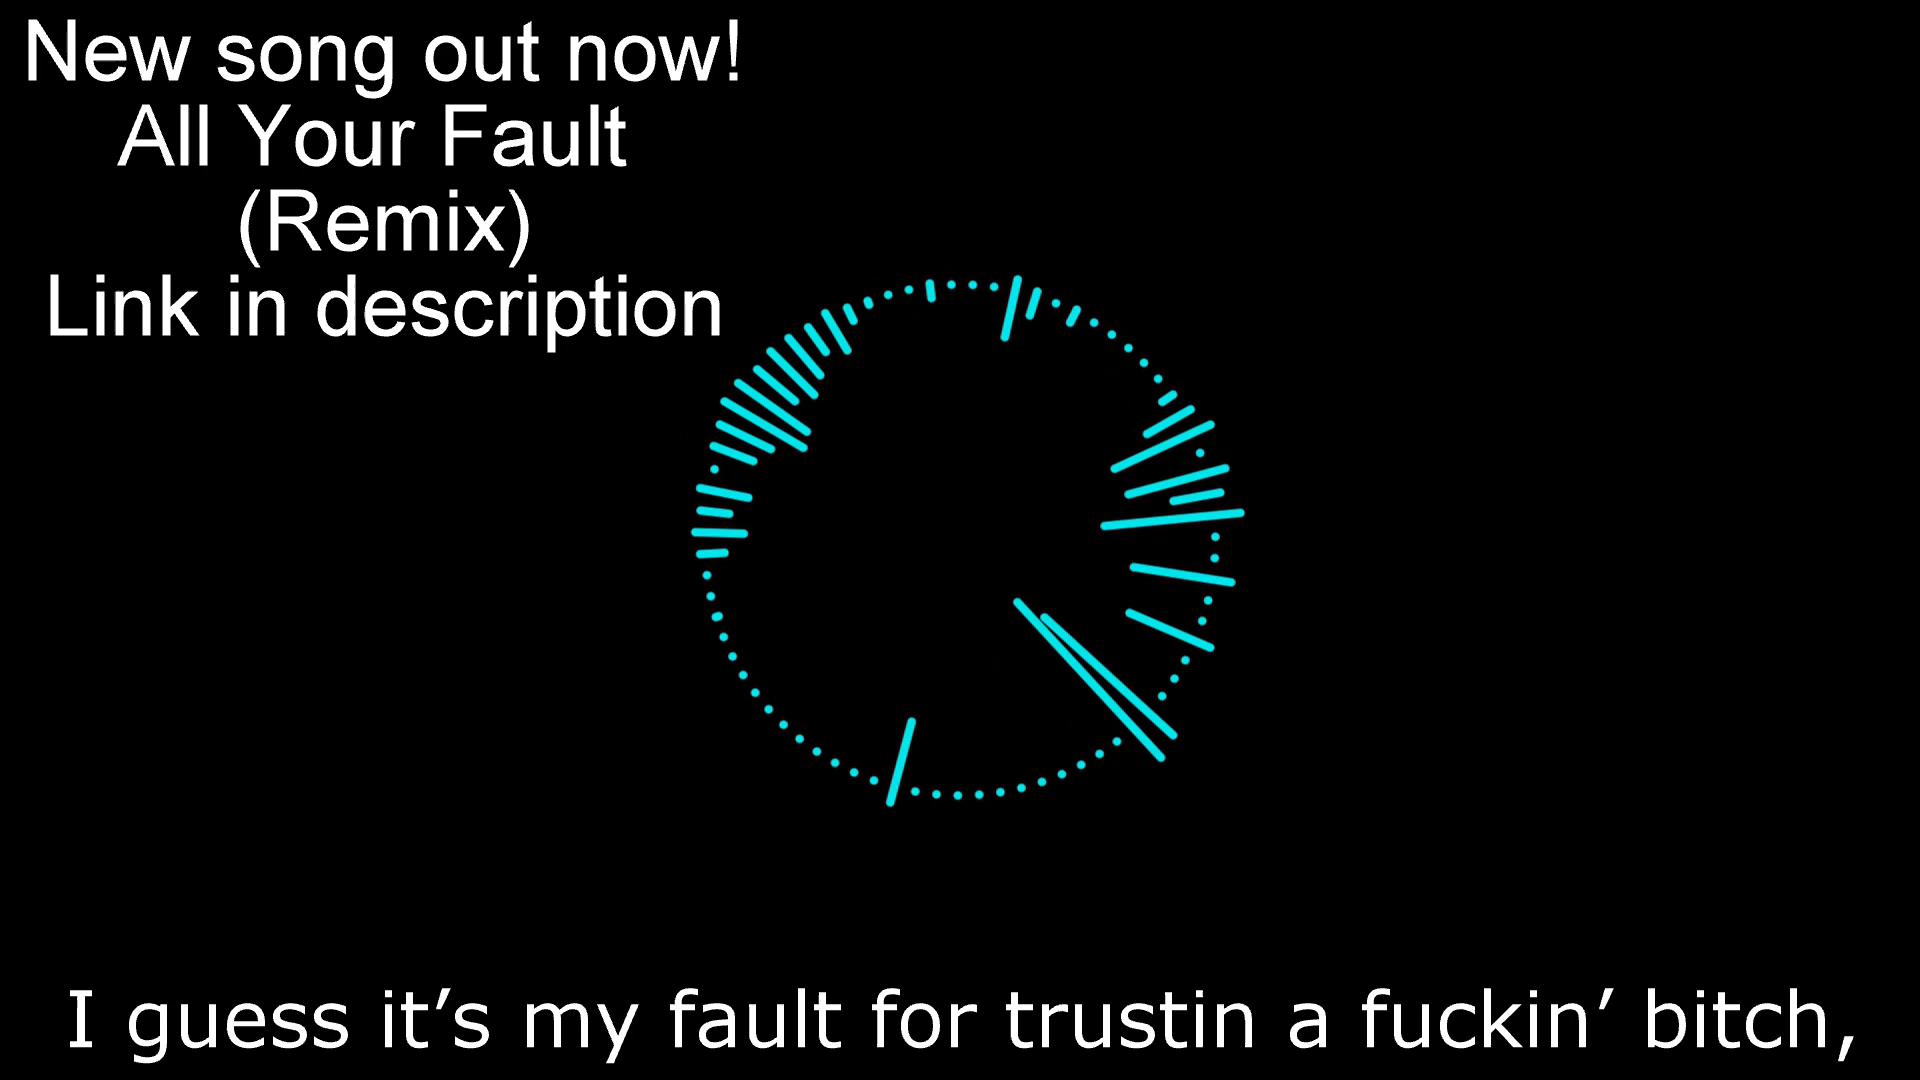 New song out now!
All Your Fault
(Remix)
Link in description
I guess it’s my fault for trustin a fuckin’ bitch,